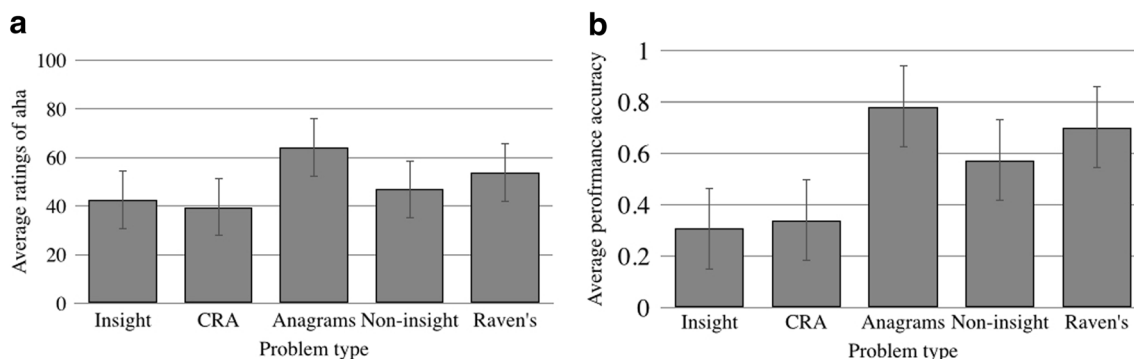 a
Average ratings of aha
100
80
60
40
20
0
Insight CRA Anagrams Non-insight Raven's
Problem type
b
Average perofrmance accuracy
1
0.8
0.6
0.4
0.2
0
Insight CRA Anagrams Non-insight Raven's
Problem type